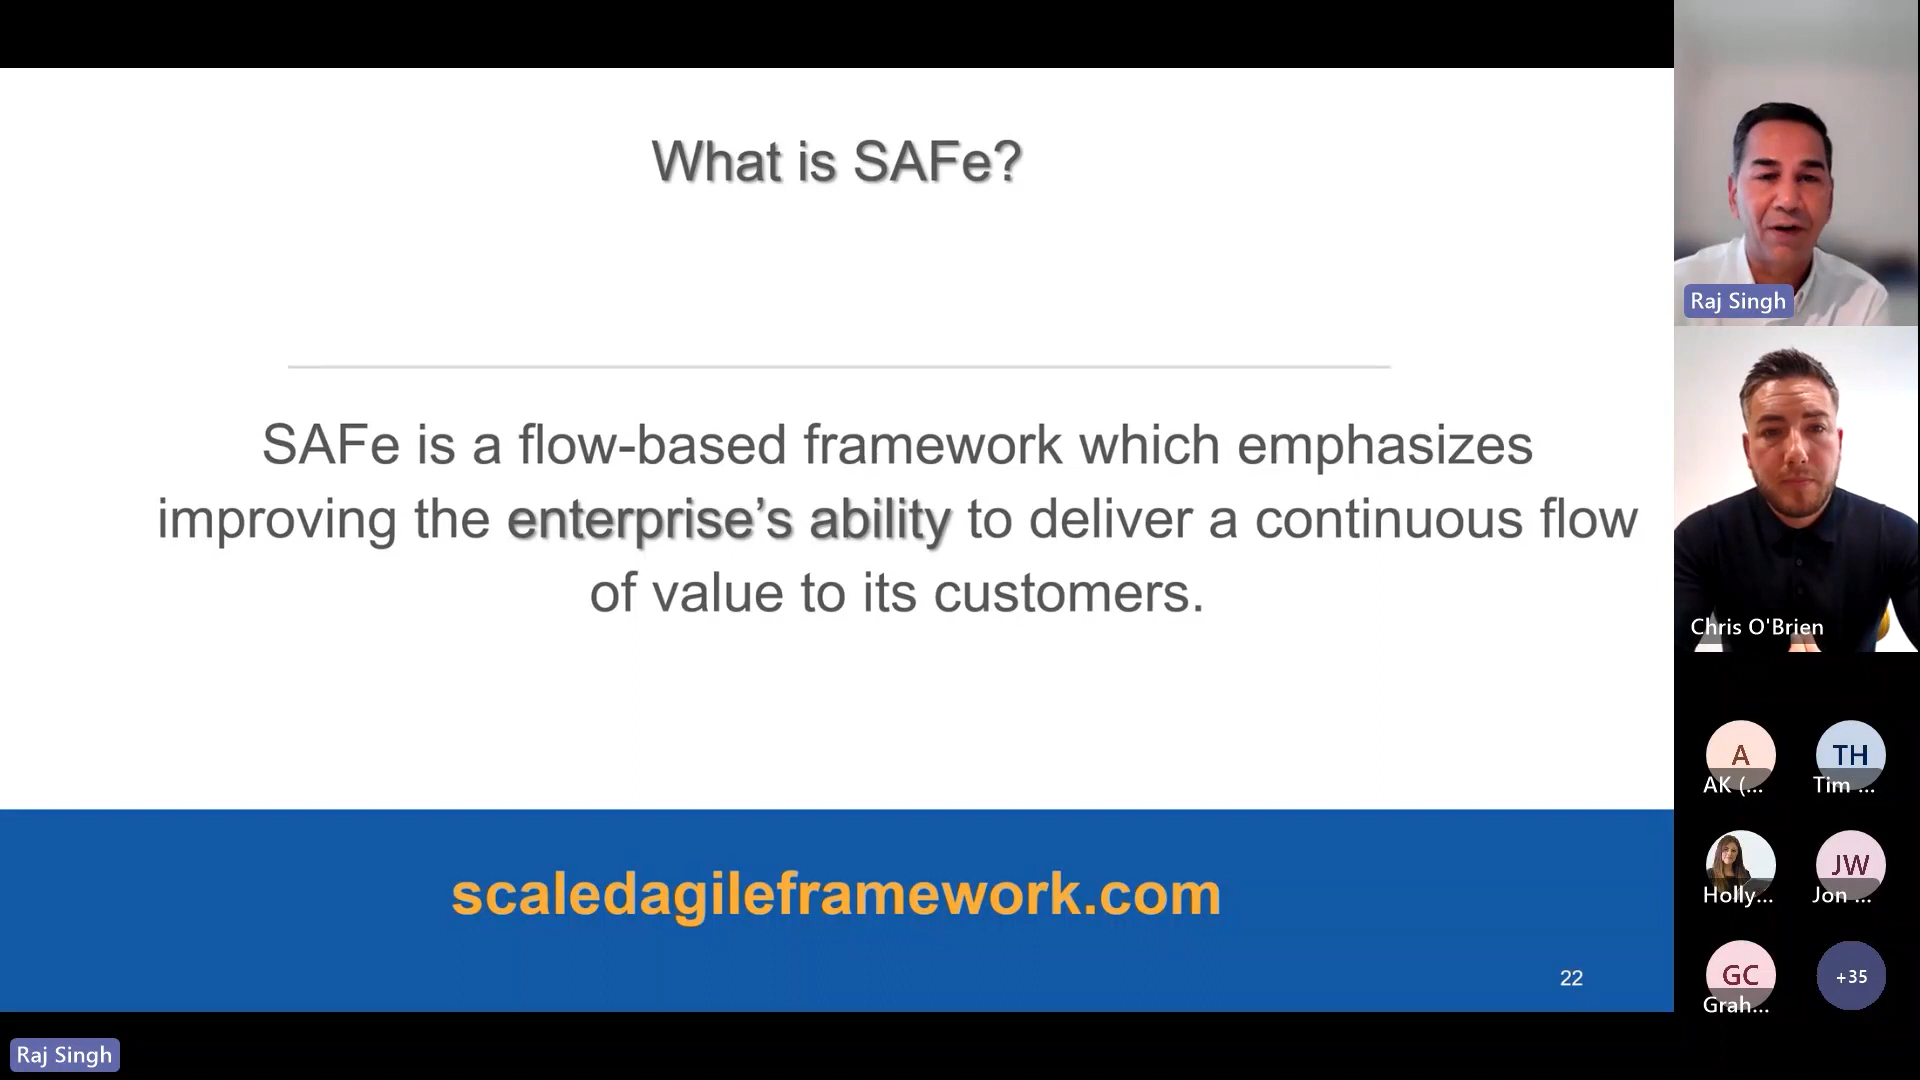 What is SAFe?
SAFe is a flow-based framework which emphasizes
improving the enterprise’s ability to deliver a continuous flow
of value to its customers.
scaledagileframework.com
22
Raj Singh
Raj Singh
Chris O'Brien
A
AK (...
TH
Tim ...
Holly...
JW
Jon ...
GC
Grah...
+35